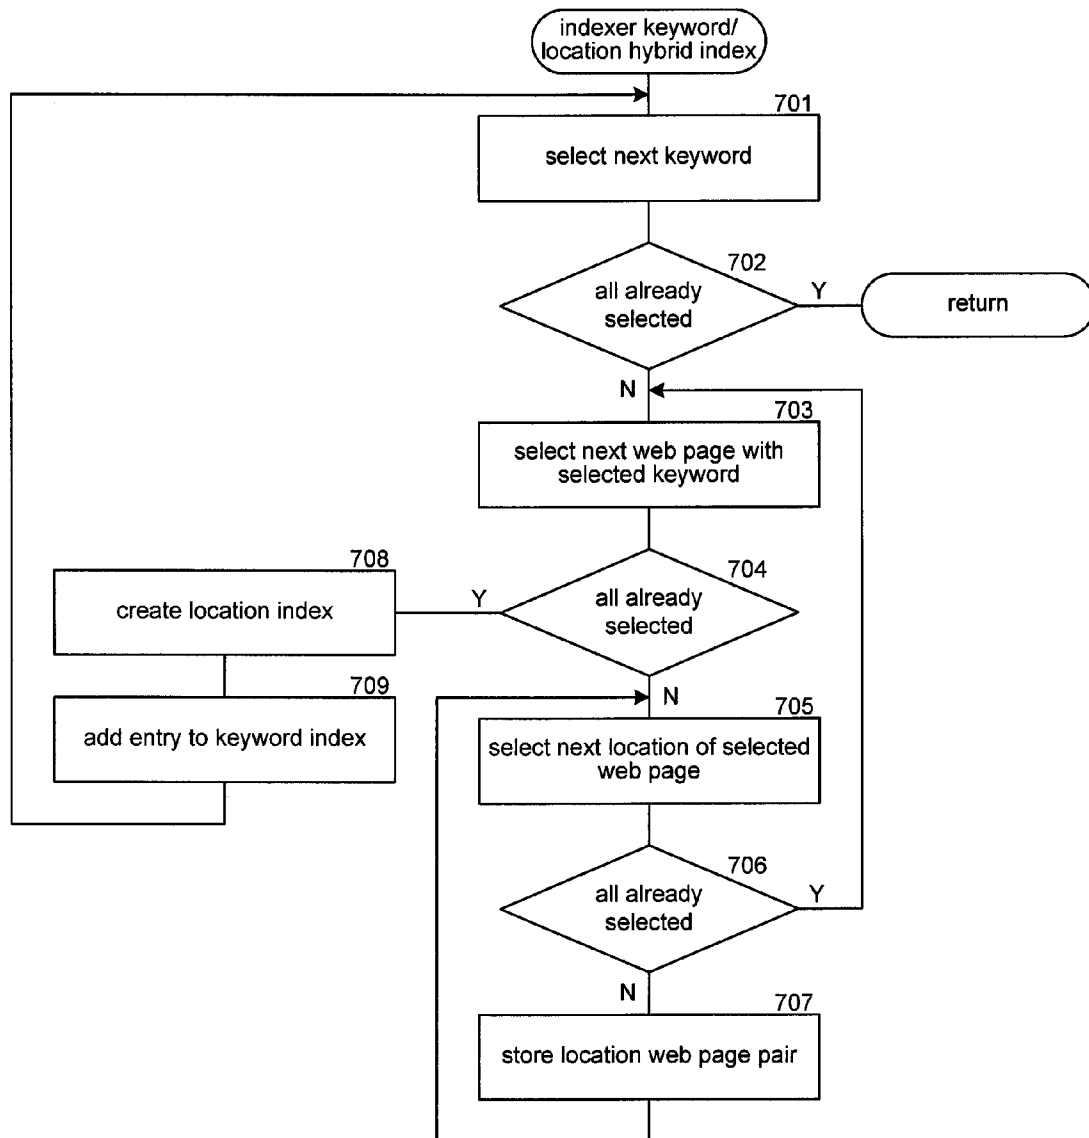 indexer keyword/
location hybrid index
701
select next keyword
702
all already
selected
Y
return
N
703
select next web page with
selected keyword
704
all already
selected
Y
708
create location index
709
add entry to keyword index
N
705
select next location of selected
web page
706
all already
selected
Y
N
707
store location web page pair